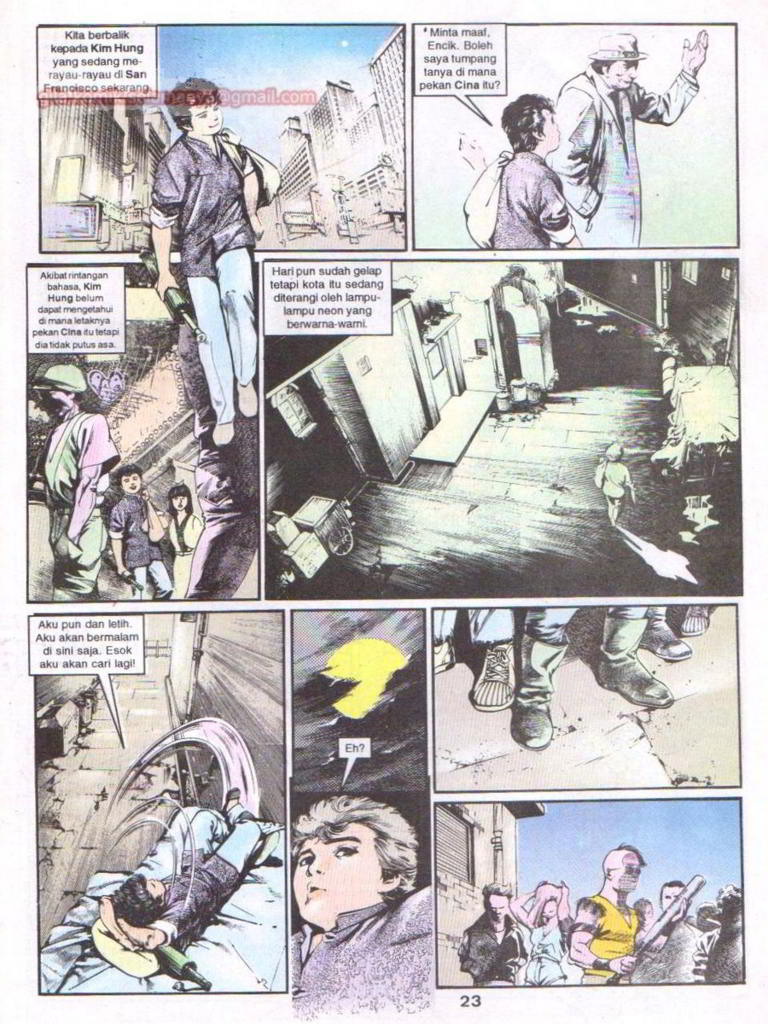 Kita berbalik
kepada Kim Hung
yang sedang me-
rayau-rayau di San
Francisco sekarang.
@gmail.com
" Minta maaf,
Encik. Boleh
saya tumpang
tanya di mana
pekan Cina itu?
Akibat rintangan
bahasa, Kim
Hung belum
dapat mengetahui
di mana letaknya
pekan Cina itu tetapi
dia tidak putus asa.
Hari pun sudah gelap
tetapi kota itu sedang
diterangi oleh lampu-
lampu neon yang
berwarna-warni.
Aku pun dan letih.
Aku akan bermalam
di sini saja. Esok
aku akan cari lagi!
Eh?
23